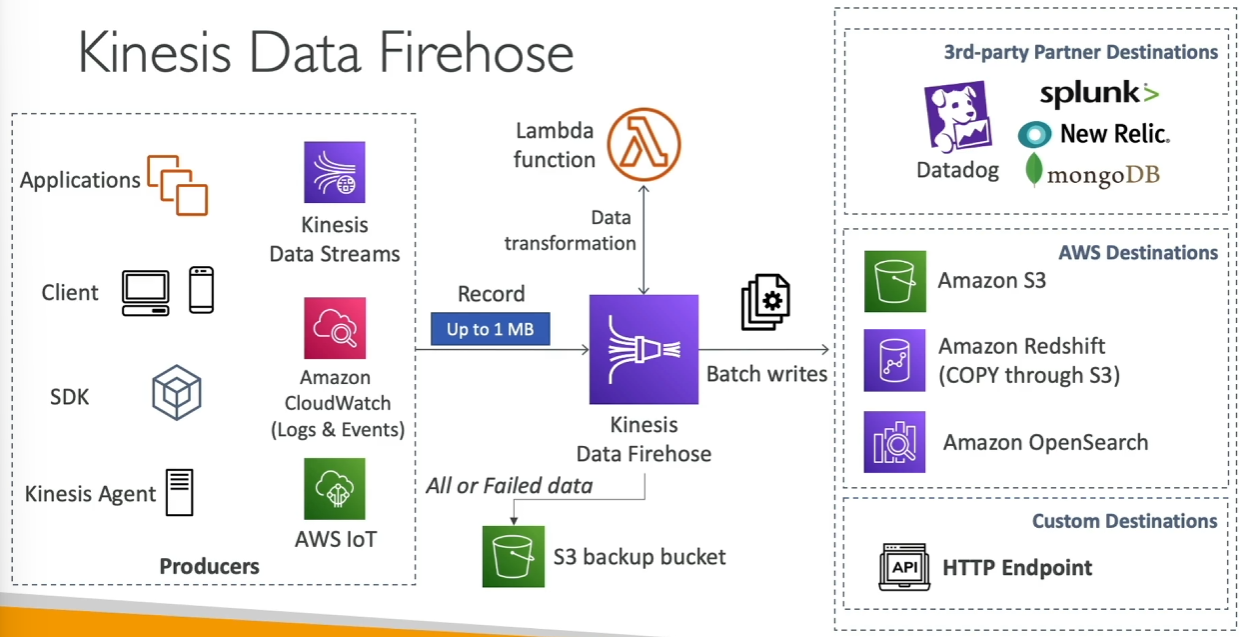 Kinesis Data Firehose
Applications
Client
SDK
Kinesis Agent
Kinesis
Data Streams
Amazon
CloudWatch
(Logs & Events)
AWS IoT
Producers
Record
Up to 1 MB
Lambda
function
Data
transformation
Kinesis
Data Firehose
Batch writes
All or Failed data
S3 backup bucket
3rd-party Partner Destinations
Datadog
splunk>
New Relic.
mongoDB
AWS Destinations
Amazon S3
Amazon Redshift
(COPY through S3)
Amazon OpenSearch
Custom Destinations
API
HTTP Endpoint